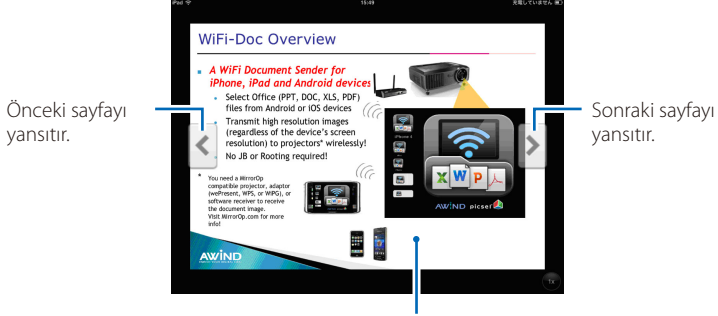 iPad
15:49
充電していません
WiFi-Doc Overview
A WiFi Document Sender for
iPhone, iPad and Android devices
Select Office (PPT, DOC, XLS, PDF)
files from Android or iOS devices
Transmit high resolution images
(regardless of the device's screen
resolution) to projectors* wirelessly!
No JB or Rooting required!
* You need a MirrorOp
compatible projector, adaptor
(wePresent, WPS, or WiPG), or
software receiver to receive
the document image.
Visit MirrorOp.com for more
info!
X W P
AWIND picsel
AWIND
Önceki sayfayı
yansıtır.
Sonraki sayfayı
yansıtır.
TX